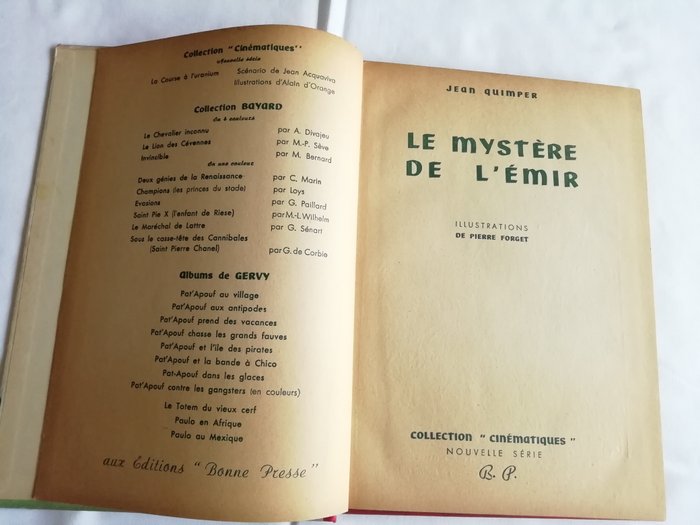 Collection "Cinématiques"
Nouvelle série
La Course à l'uranium Scénario de Jean Acquaviva
Illustrations d'Alain d'Orange
Collection BAYARD
En 4 couleurs
Le Chevalier inconnu par A. Divajeu
Le Lion des Cévennes par M.-P. Sève
Invincible par M. Bernard
En une couleur
Deux génies de la Renaissance par C. Marin
Champions (les princes du stade) par Loys
Evasions par G. Paillard
Saint Pie X (l'enfant de Riese) par M.-L. Wilhelm
Le Maréchal de Lattre par G. Sénart
Sous le casse-tête des Cannibales
(Saint Pierre Chanel) par G. de Corbie
Albums de GERVY
Pat'Apouf au village
Pat'Apouf aux antipodes
Pat'Apouf prend des vacances
Pat'Apouf chasse les grands fauves
Pat'Apouf et l'île des pirates
Pat'Apouf et la bande à Chico
Pat-Apouf dans les glaces
Pat'Apouf contre les gangsters (en couleurs)
Le Totem du vieux cerf
Paulo en Afrique
Paulo au Mexique
aux Éditions "Bonne Presse"
JEAN QUIMPER
LE MYSTÈRE
DE L'ÉMIR
ILLUSTRATIONS
DE PIERRE FORGET
COLLECTION "CINÉMATIQUES"
NOUVELLE SÉRIE
B. P.